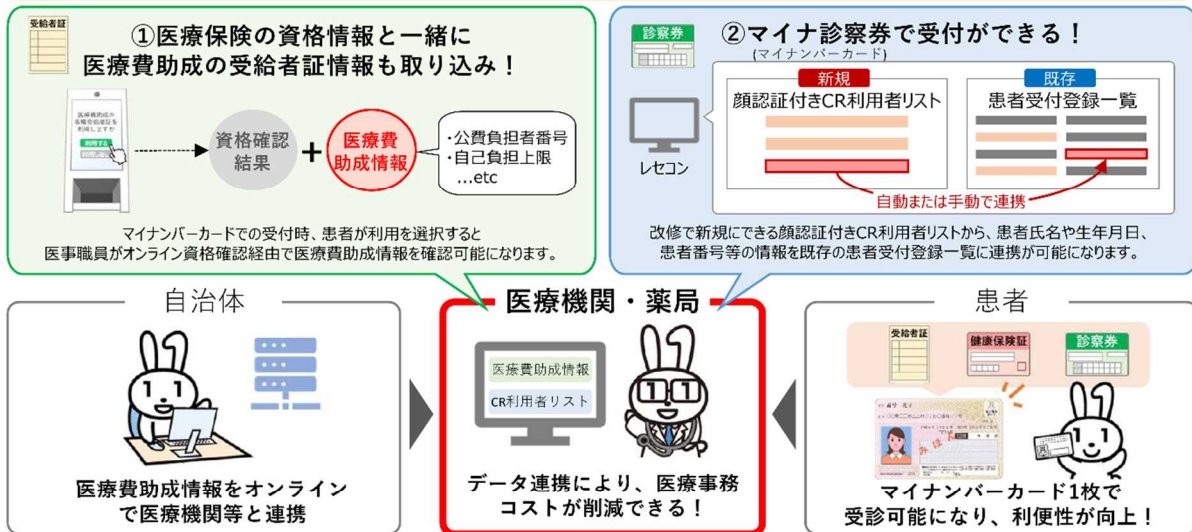 受給者証
①医療保険の資格情報と一緒に
医療費助成の受給者証情報も取り込み！
利用しますか
利用する
資格確認
結果
+
医療費
助成情報
・公費負担者番号
・自己負担上限
…etc
マイナンバーカードでの受付時、患者が利用を選択すると
医事職員がオンライン資格確認経由で医療費助成情報を確認可能になります。
診察券
②マイナ診察券で受付ができる！
(マイナンバーカード)
レセコン
新規
顔認証付きCR利用者リスト
既存
患者受付登録一覧
自動または手動で連携
改修で新規にできる顔認証付きCR利用者リストから、患者氏名や生年月日、
患者番号等の情報を既存の患者受付登録一覧に連携が可能になります。
自治体
医療費助成情報をオンライン
で医療機関等と連携
医療機関・薬局
医療費助成情報
CR利用者リスト
データ連携により、医療事務
コストが削減できる！
患者
受給者証
健康保険証
診察券
みほん
マイナンバーカード1枚で
受診可能になり、利便性が向上！